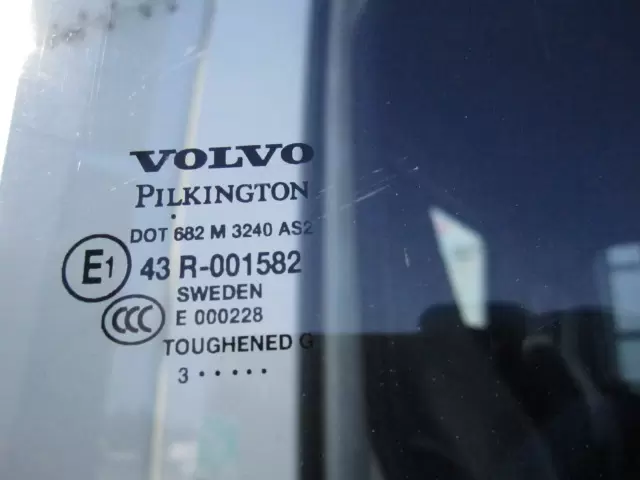 VOLVO
PILKINGTON
DOT 682 M 3240 AS2
E1 43 R-001582
SWEDEN
CCC E 000228
TOUGHENED G
3 • • • • •